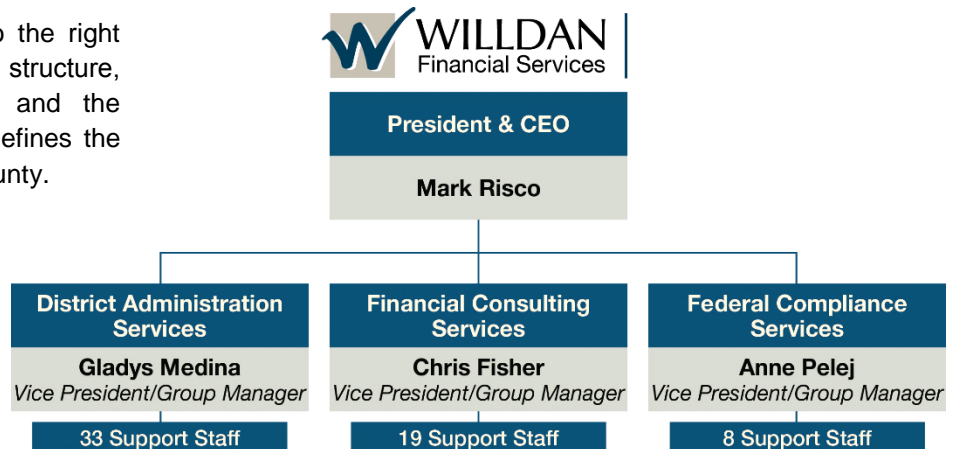 o the right
structure,
and the
efines the
unty.
WILLDAN
Financial Services
President & CEO
Mark Risco
District Administration
Services
Gladys Medina
Vice President/Group Manager
33 Support Staff
Financial Consulting
Services
Chris Fisher
Vice President/Group Manager
19 Support Staff
Federal Compliance
Services
Anne Pelej
Vice President/Group Manager
8 Support Staff